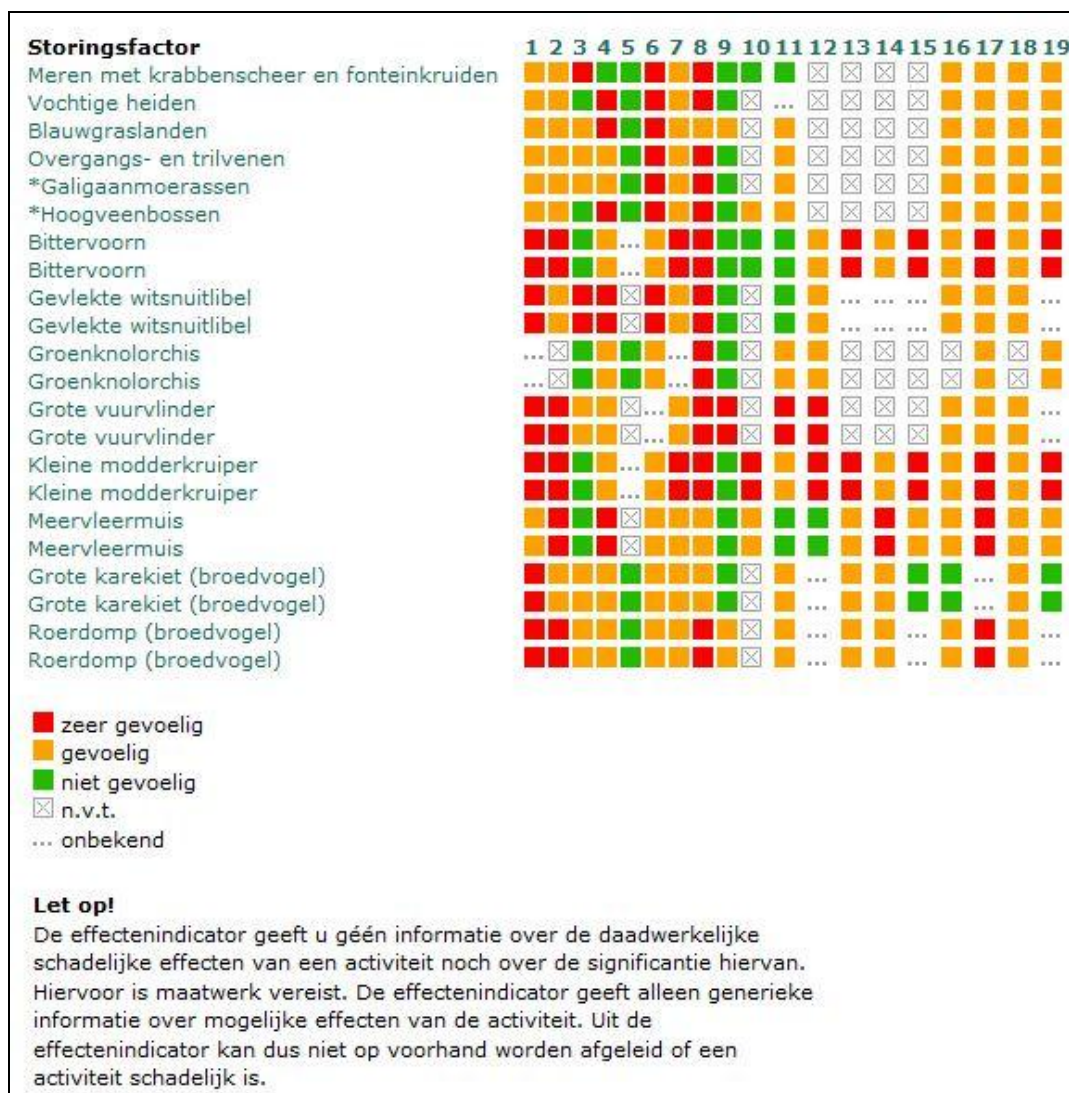 Storingsfactor 1 2 3 4 5 6 7 8 9 10 11 12 13 14 15 16 17 18 19
Meren met krabbenscheer en fonteinkruiden
Vochtige heiden ...
Blauwgraslanden
Overgangs- en trilvenen
*Galigaanmoerassen
*Hoogveenbossen
Bittervoorn ...
Bittervoorn ...
Gevlekte witsnuitlibel ... ... ... ...
Gevlekte witsnuitlibel ... ... ... ...
Groenknolorchis ... ...
Groenknolorchis ... ...
Grote vuurvlinder ... ...
Grote vuurvlinder ... ...
Kleine modderkruiper ...
Kleine modderkruiper ...
Meervleermuis
Meervleermuis
Grote karekiet (broedvogel) ... ...
Grote karekiet (broedvogel) ... ...
Roerdomp (broedvogel) ... ... ...
Roerdomp (broedvogel) ... ... ...
zeer gevoelig
gevoelig
niet gevoelig
n.v.t.
... onbekend
Let op!
De effectenindicator geeft u géén informatie over de daadwerkelijke
schadelijke effecten van een activiteit noch over de significantie hiervan.
Hiervoor is maatwerk vereist. De effectenindicator geeft alleen generieke
informatie over mogelijke effecten van de activiteit. Uit de
effectenindicator kan dus niet op voorhand worden afgeleid of een
activiteit schadelijk is.